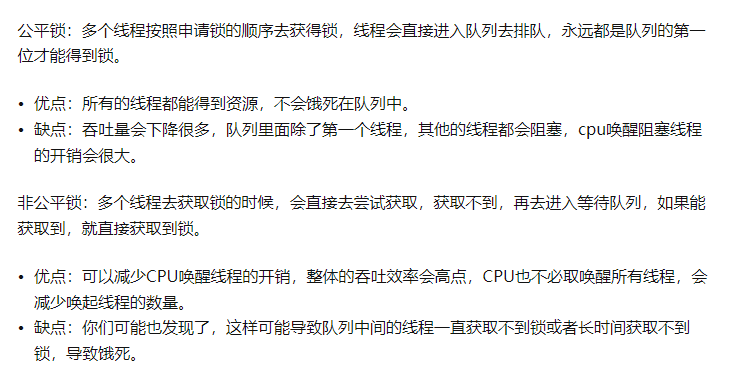 公平锁：多个线程按照申请锁的顺序去获得锁，线程会直接进入队列去排队，永远都是队列的第一
位才能得到锁。
• 优点：所有的线程都能得到资源，不会饿死在队列中。
• 缺点：吞吐量会下降很多，队列里面除了第一个线程，其他的线程都会阻塞，cpu唤醒阻塞线程
的开销会很大。
非公平锁：多个线程去获取锁的时候，会直接去尝试获取，获取不到，再去进入等待队列，如果能
获取到，就直接获取到锁。
• 优点：可以减少CPU唤醒线程的开销，整体的吞吐效率会高点，CPU也不必取唤醒所有线程，会
减少唤起线程的数量。
• 缺点：你们可能也发现了，这样可能导致队列中间的线程一直获取不到锁或者长时间获取不到
锁，导致饿死。